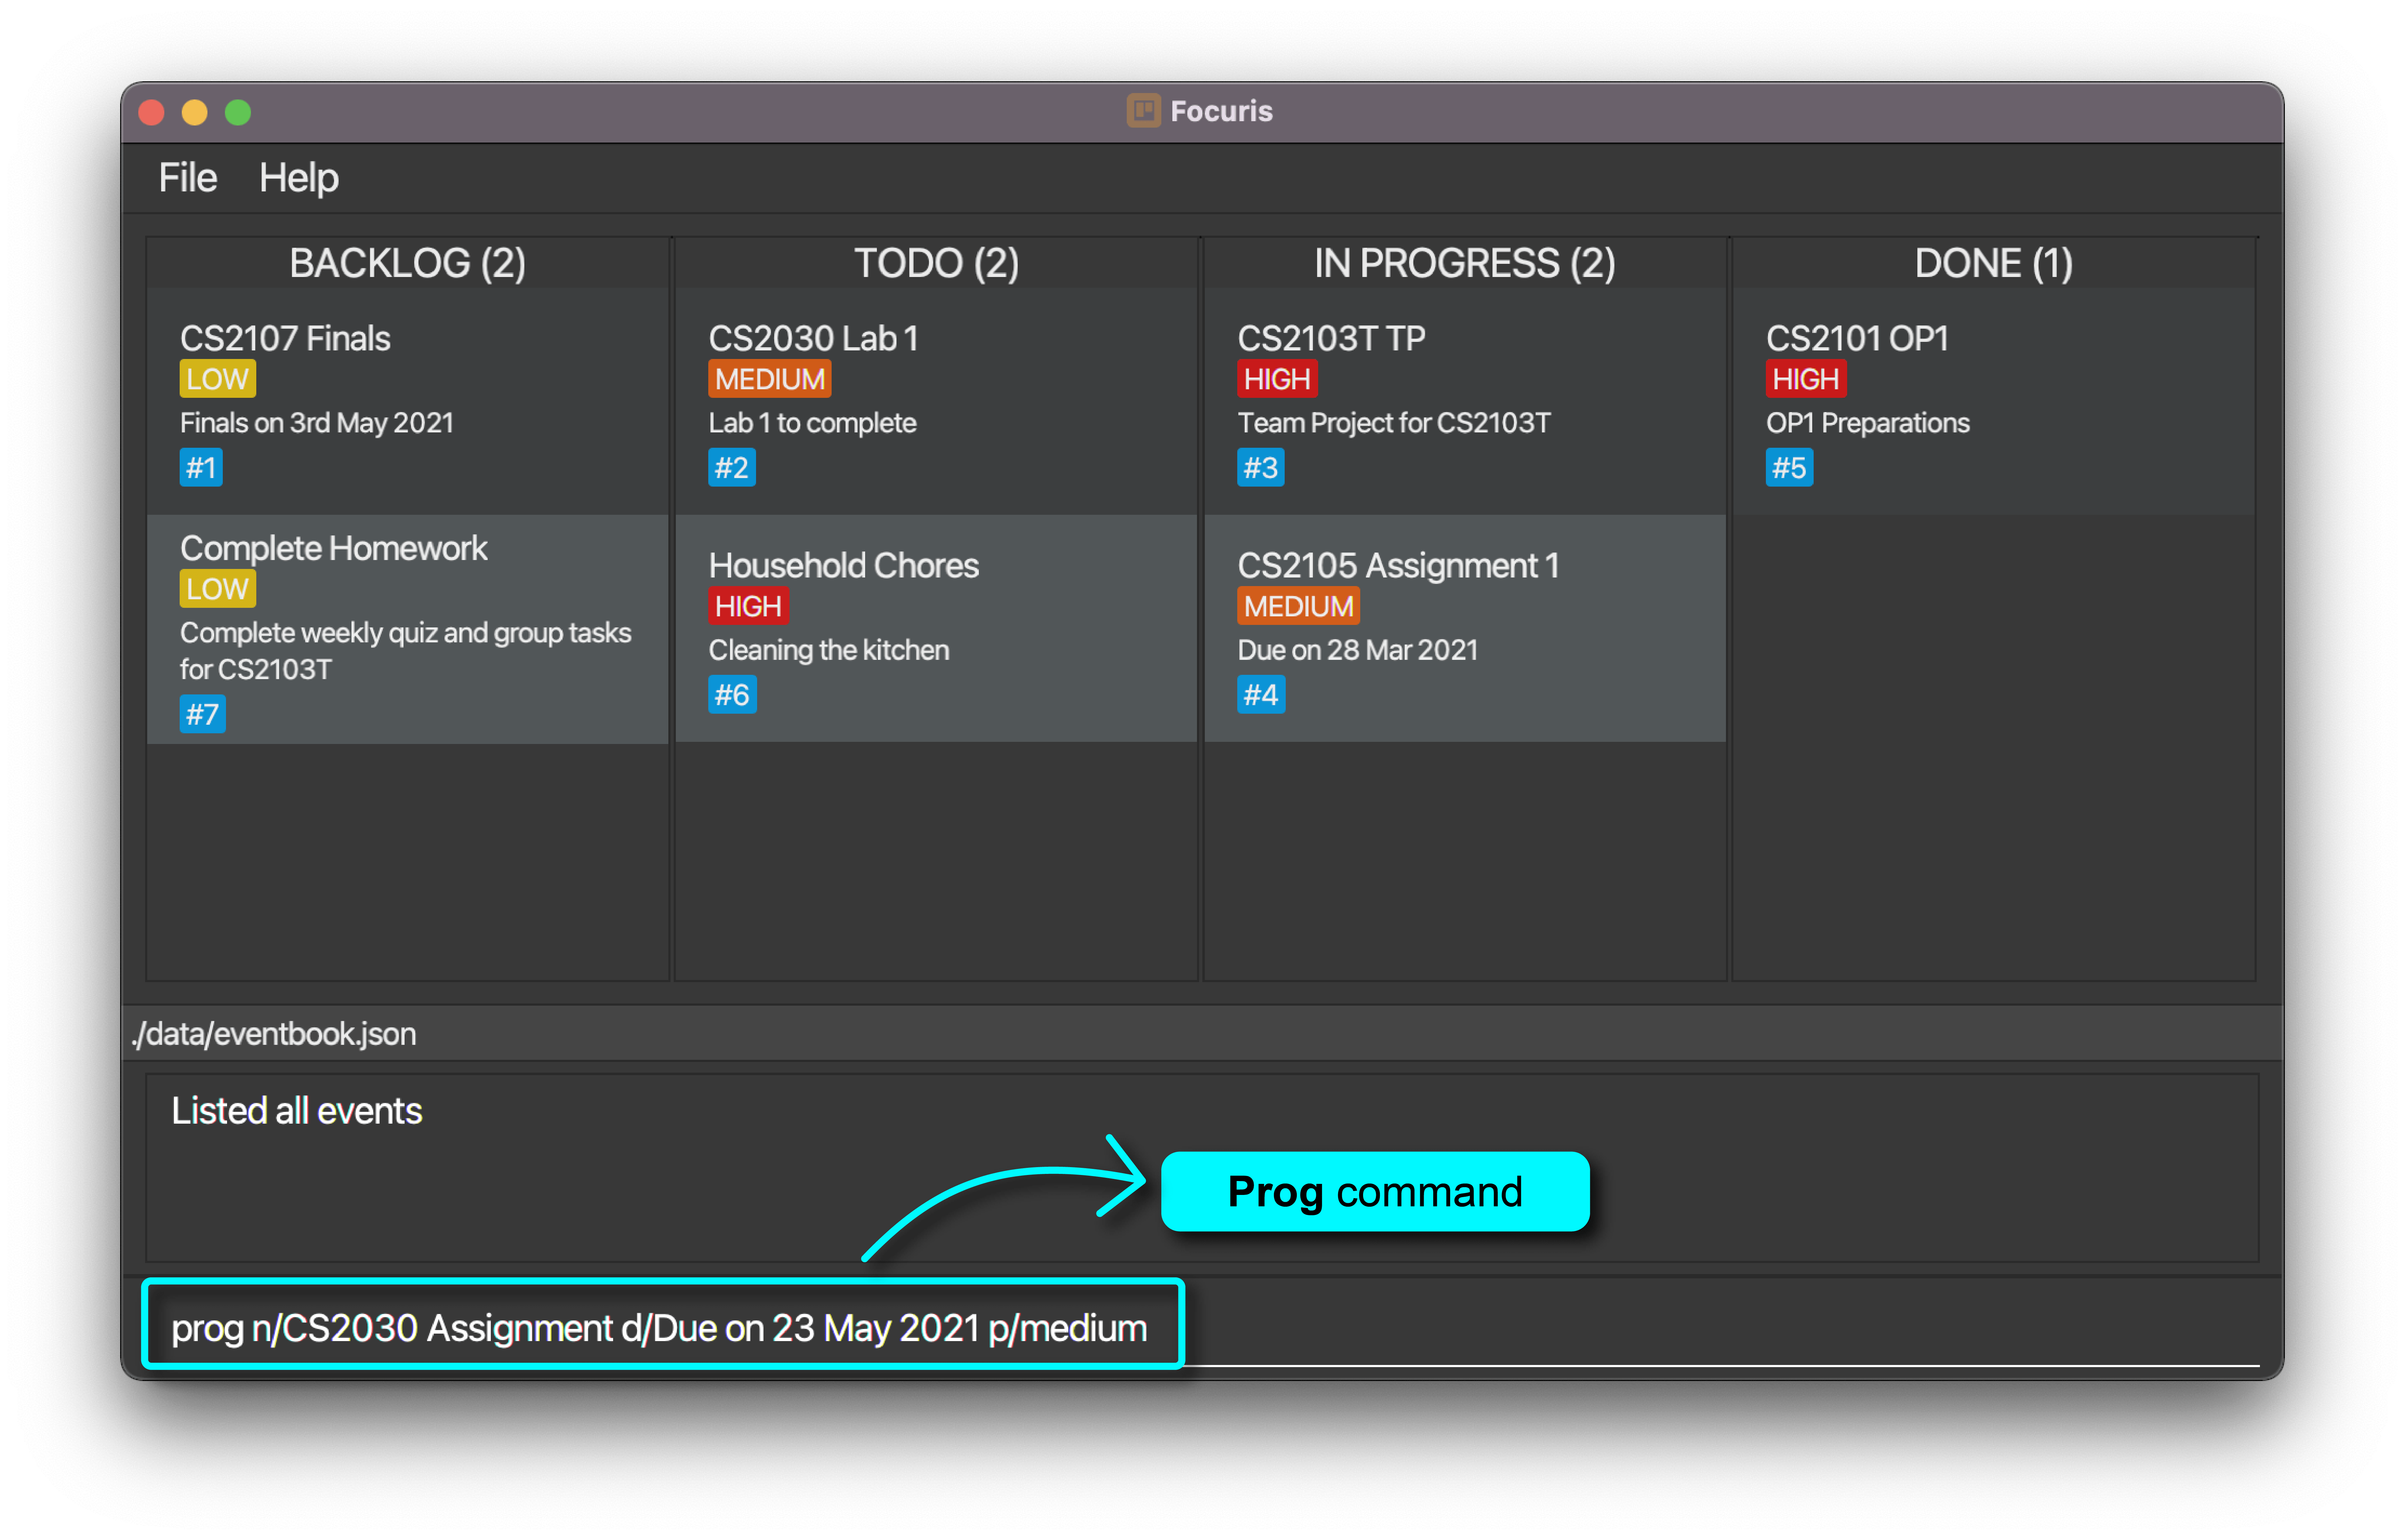 Focuris
File Help
BACKLOG (2)
CS2107 Finals
LOW
Finals on 3rd May 2021
#1
Complete Homework
LOW
Complete weekly quiz and group tasks
for CS2103T
#7
TODO (2)
CS2030 Lab 1
MEDIUM
Lab 1 to complete
#2
Household Chores
HIGH
Cleaning the kitchen
#6
IN PROGRESS (2)
CS2103T TP
HIGH
Team Project for CS2103T
#3
CS2105 Assignment 1
MEDIUM
Due on 28 Mar 2021
#4
DONE (1)
CS2101 OP1
HIGH
OP1 Preparations
#5
./data/eventbook.json
Listed all events
Prog command
prog n/CS2030 Assignment d/Due on 23 May 2021 p/medium